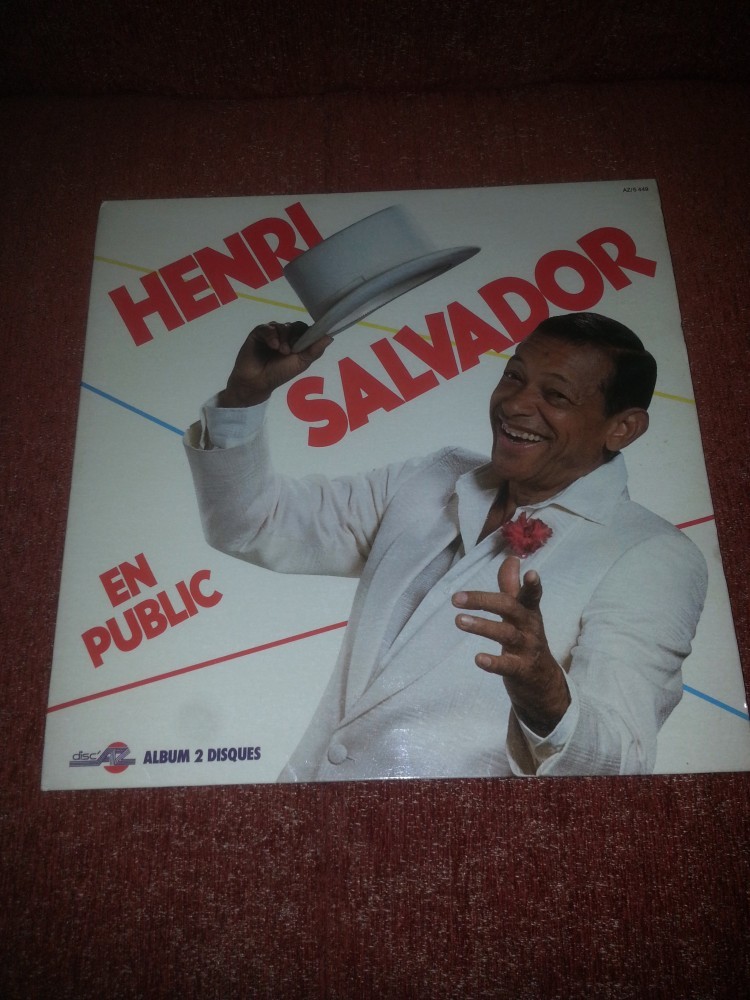 HENRI
SALVADOR
EN
PUBLIC
disc'AZ ALBUM 2 DISQUES